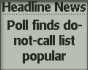 Headline News
Poll finds do-
not-call list
popular